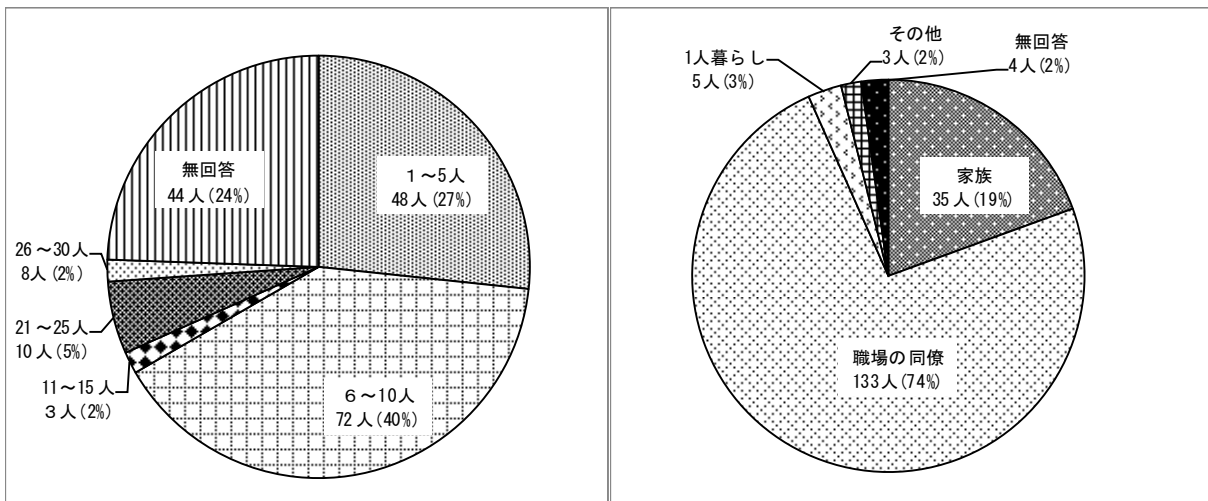 無回答
44人(24%)
1～5人
48人(27%)
26～30人
8人(2%)
21～25人
10人(5%)
11～15人
3人(2%)
6～10人
72人(40%)
その他
3人(2%)
無回答
4人(2%)
1人暮らし
5人(3%)
家族
35人(19%)
職場の同僚
133人(74%)